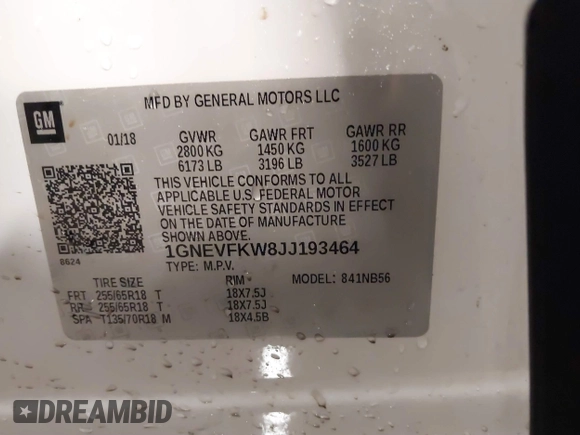 GM
MFD BY GENERAL MOTORS LLC
01/18 GVWR GAWR FRT GAWR RR
2800 KG 1450 KG 1600 KG
6173 LB 3196 LB 3527 LB
THIS VEHICLE CONFORMS TO ALL
APPLICABLE U.S. FEDERAL MOTOR
VEHICLE SAFETY STANDARDS IN EFFECT
ON THE DATE OF MANUFACTURE
SHOWN ABOVE.
8624
1GNEVFKW8JJ193464
TYPE: M.P.V. MODEL: 841NB56
TIRE SIZE RIM
FRT 255/65R18 T 18X7.5J
RR 255/65R18 T 18X7.5J
SPA T135/70R18 M 18X4.5B
DREAMBID